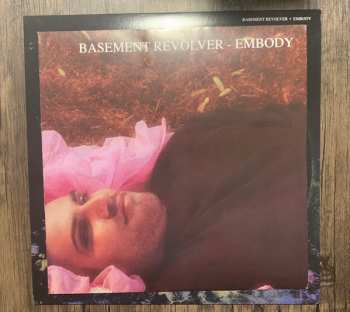 BASEMENT REVOLVER • EMBODY
BASEMENT REVOLVER - EMBODY